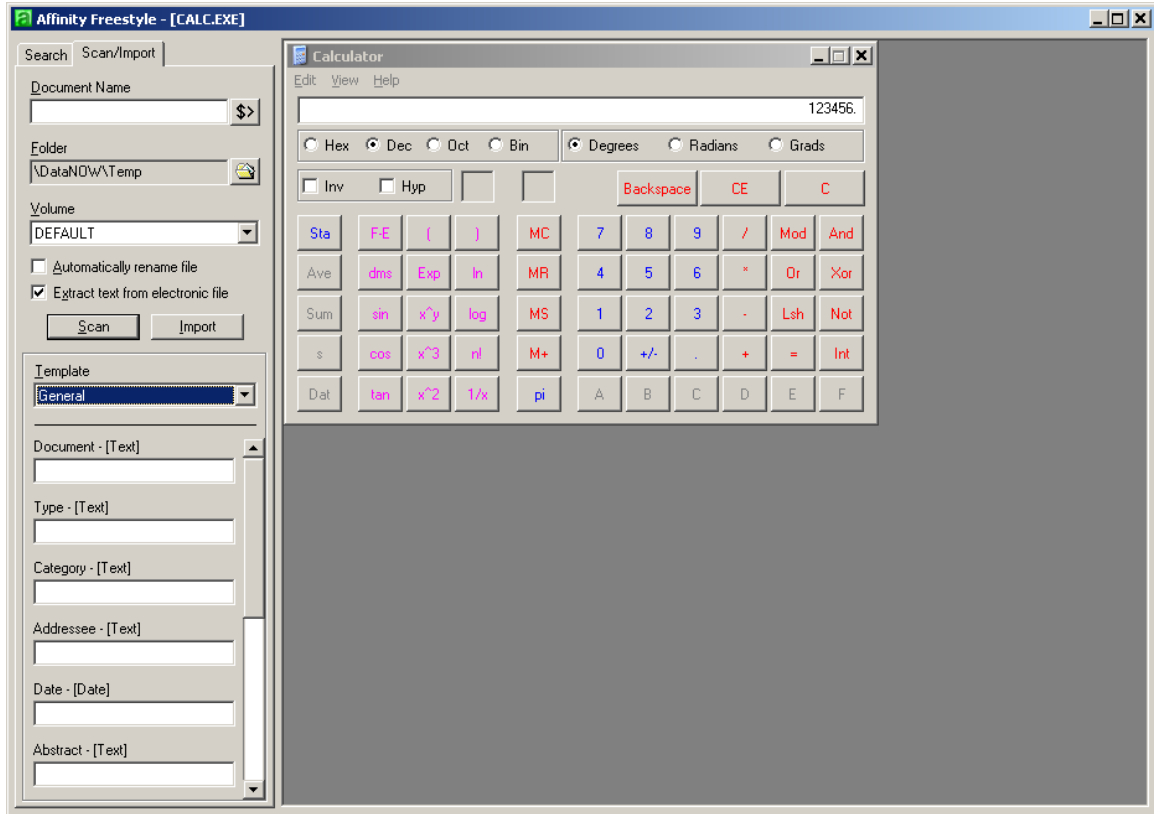 Affinity Freestyle - [CALC.EXE]
Search Scan/Import
Document Name
$>
Folder
\DataNOW\Temp
Volume
DEFAULT
Automatically rename file
Extract text from electronic file
Scan Import
Template
General
Document - [Text]
Type - [Text]
Category - [Text]
Addressee - [Text]
Date - [Date]
Abstract - [Text]
Calculator
Edit View Help
123456.
Hex Dec Oct Bin Degrees Radians Grads
Inv Hyp Backspace CE C
Sta F-E ( ) MC 7 8 9 / Mod And
Ave dms Exp ln MR 4 5 6 * Or Xor
Sum sin x^y log MS 1 2 3 - Lsh Not
s cos x^3 n! M+ 0 +/- . + = Int
Dat tan x^2 1/x pi A B C D E F